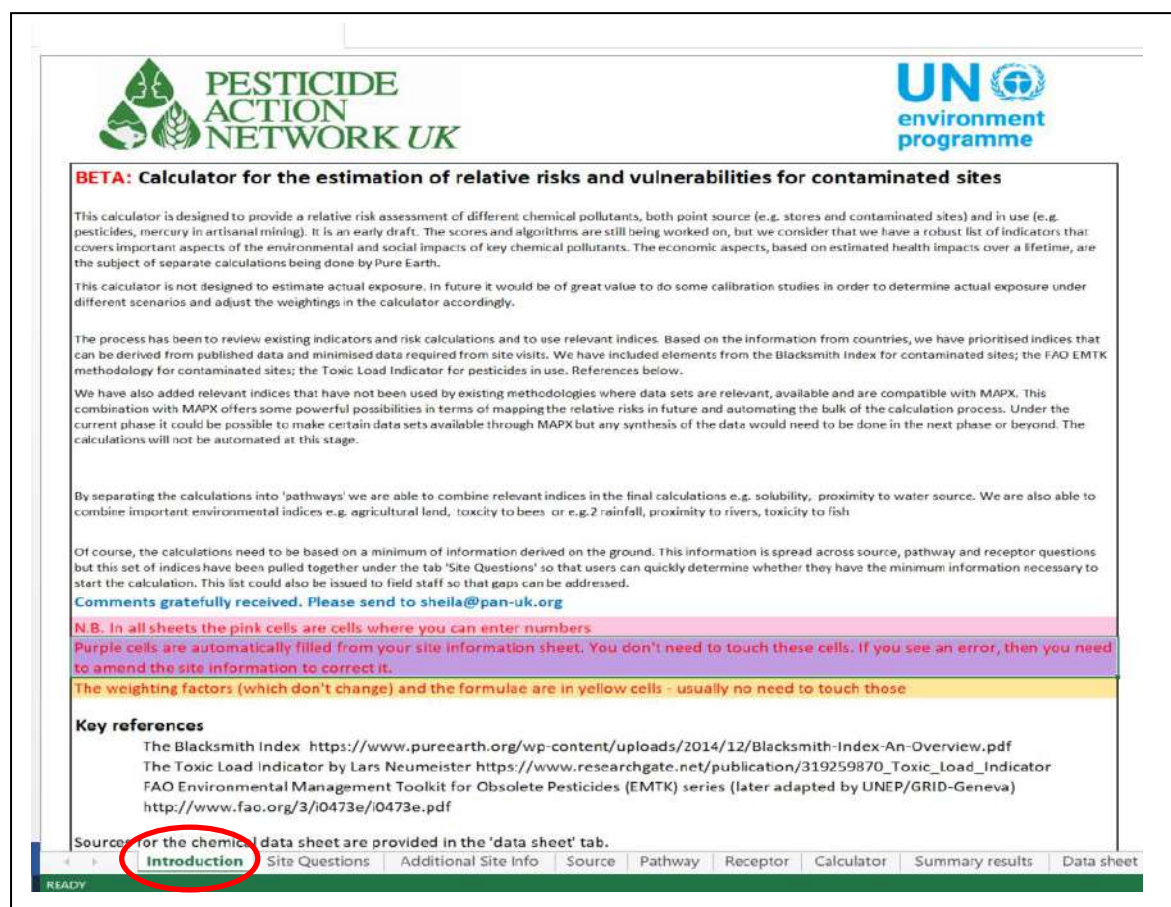 PESTICIDE
ACTION
NETWORK UK
UN
environment
programme
BETA: Calculator for the estimation of relative risks and vulnerabilities for contaminated sites
This calculator is designed to provide a relative risk assessment of different chemical pollutants, both point source (e.g. stores and contaminated sites) and in use (e.g.
pesticides, mercury in artisanal mining). It is an early draft. The scores and algorithms are still being worked on, but we consider that we have a robust list of indicators that
covers important aspects of the environmental and social impacts of key chemical pollutants. The economic aspects, based on estimated health impacts over a lifetime, are
the subject of separate calculations being done by Pure Earth.
This calculator is not designed to estimate actual exposure. In future it would be of great value to do some calibration studies in order to determine actual exposure under
different scenarios and adjust the weightings in the calculator accordingly.
The process has been to review existing indicators and risk calculations and to use relevant indices. Based on the information from countries, we have prioritised indices that
can be derived from published data and minimised data required from site visits. We have included elements from the Blacksmith Index for contaminated sites; the FAO EMTK
methodology for contaminated sites; the Toxic Load Indicator for pesticides in use. References below.
We have also added relevant indices that have not been used by existing methodologies where data sets are relevant, available and are compatible with MAPX. This
combination with MAPX offers some powerful possibilities in terms of mapping the relative risks in future and automating the bulk of the calculation process. Under the
current phase it could be possible to make certain data sets available through MAPX but any synthesis of the data would need to be done in the next phase or beyond. The
calculations will not be automated at this stage.
By separating the calculations into 'pathways' we are able to combine relevant indices in the final calculations e.g. solubility, proximity to water source. We are also able to
combine important environmental indices e.g. agricultural land, toxcity to bees or e.g.2 rainfall, proximity to rivers, toxicity to fish
Of course, the calculations need to be based on a minimum of information derived on the ground. This information is spread across source, pathway and receptor questions
but this set of indices have been pulled together under the tab 'Site Questions' so that users can quickly determine whether they have the minimum information necessary to
start the calculation. This list could also be issued to field staff so that gaps can be addressed.
Comments gratefully received. Please send to sheila@pan-uk.org
N.B. In all sheets the pink cells are cells where you can enter numbers
Purple cells are automatically filled from your site information sheet. You don't need to touch these cells. If you see an error, then you need
to amend the site information to correct it.
The weighting factors (which don't change) and the formulae are in yellow cells - usually no need to touch those
Key references
The Blacksmith Index https://www.pureearth.org/wp-content/uploads/2014/12/Blacksmith-Index-An-Overview.pdf
The Toxic Load Indicator by Lars Neumeister https://www.researchgate.net/publication/319259870_Toxic_Load_Indicator
FAO Environmental Management Toolkit for Obsolete Pesticides (EMTK) series (later adapted by UNEP/GRID-Geneva)
http://www.fao.org/3/i0473e/i0473e.pdf
Sources for the chemical data sheet are provided in the 'data sheet' tab.
Introduction Site Questions Additional Site Info Source Pathway Receptor Calculator Summary results Data sheet
READY